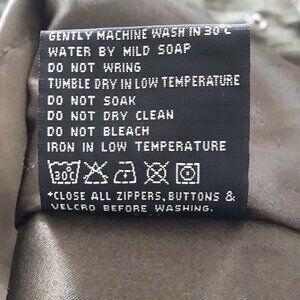 GENTLY MACHINE WASH IN 30°C
WATER BY MILD SOAP
DO NOT WRING
TUMBLE DRY IN LOW TEMPERATURE
DO NOT SOAK
DO NOT DRY CLEAN
DO NOT BLEACH
IRON IN LOW TEMPERATURE
30°
*CLOSE ALL ZIPPERS, BUTTONS &
VELCRO BEFORE WASHING.